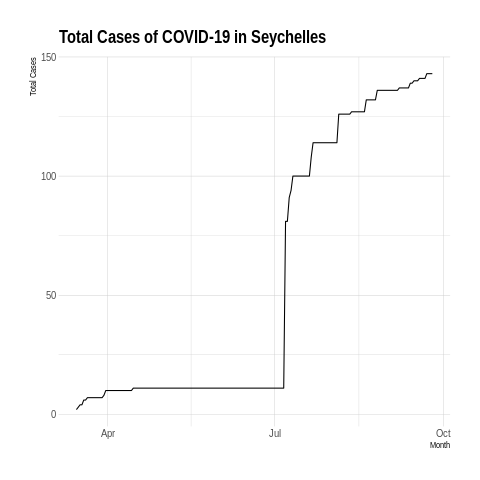 Total Cases of COVID-19 in Seychelles
Total Cases
150
100
50
0
Apr
Jul
Oct
Month